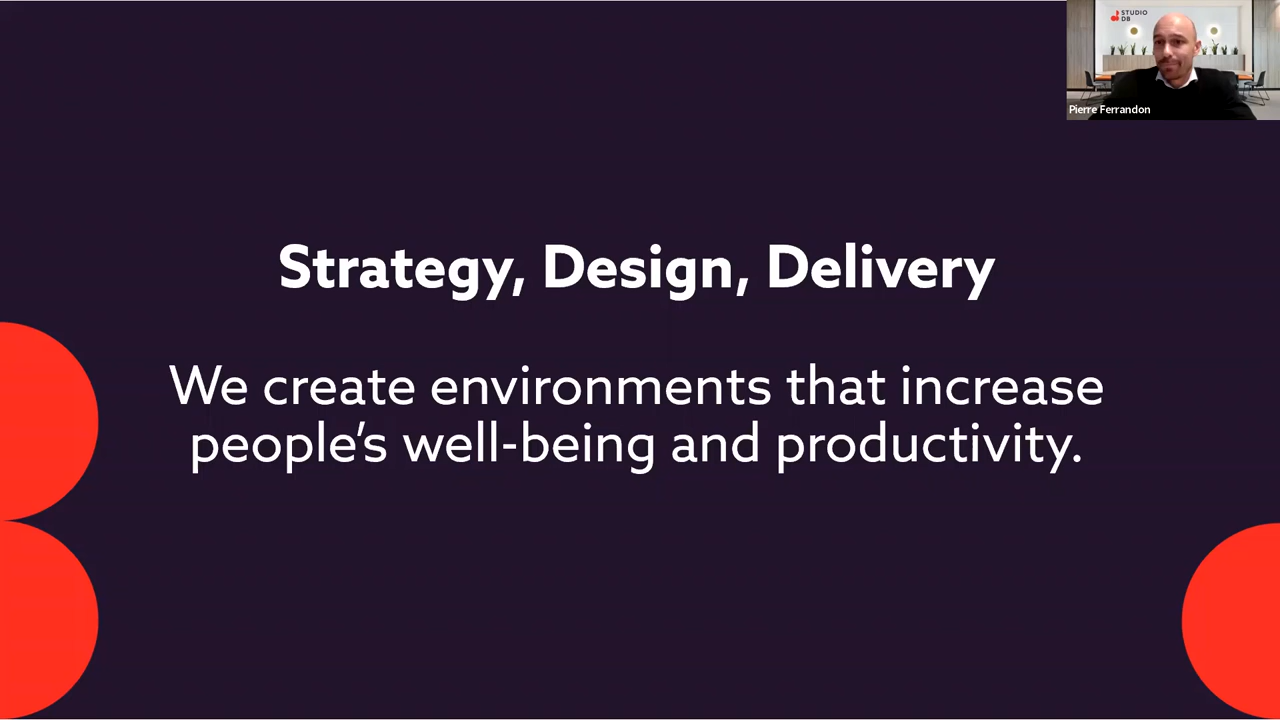 STUDIO
DB
Pierre Ferrandon
Strategy, Design, Delivery
We create environments that increase
people’s well-being and productivity.